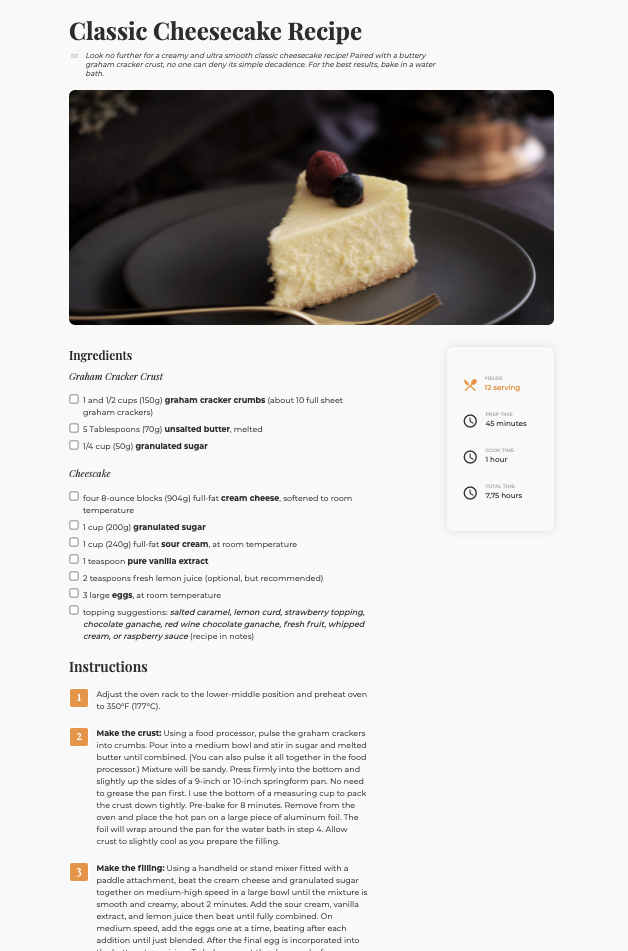 Classic Cheesecake Recipe
Look no further for a creamy and ultra smooth classic cheesecake recipe! Paired with a buttery
graham cracker crust, no one can deny its simple decadence. For the best results, bake in a water
bath.
Ingredients
Graham Cracker Crust
1 and 1/2 cups (150g) graham cracker crumbs (about 10 full sheet
graham crackers)
5 Tablespoons (70g) unsalted butter, melted
1/4 cup (50g) granulated sugar
Cheescake
four 8-ounce blocks (904g) full-fat cream cheese, softened to room
temperature
1 cup (200g) granulated sugar
1 cup (240g) full-fat sour cream, at room temperature
1 teaspoon pure vanilla extract
2 teaspoons fresh lemon juice (optional, but recommended)
3 large eggs, at room temperature
topping suggestions: salted caramel, lemon curd, strawberry topping,
chocolate ganache, red wine chocolate ganache, fresh fruit, whipped
cream, or raspberry sauce (recipe in notes)
YIELDS
12 serving
PREP TIME
45 minutes
COOK TIME
1 hour
TOTAL TIME
7,75 hours
Instructions
1
Adjust the oven rack to the lower-middle position and preheat oven
to 350°F (177°C).
2
Make the crust: Using a food processor, pulse the graham crackers
into crumbs. Pour into a medium bowl and stir in sugar and melted
butter until combined. (You can also pulse it all together in the food
processor.) Mixture will be sandy. Press firmly into the bottom and
slightly up the sides of a 9-inch or 10-inch springform pan. No need
to grease the pan first. I use the bottom of a measuring cup to pack
the crust down tightly. Pre-bake for 8 minutes. Remove from the
oven and place the hot pan on a large piece of aluminum foil. The
foil will wrap around the pan for the water bath in step 4. Allow
crust to slightly cool as you prepare the filling.
3
Make the filling: Using a handheld or stand mixer fitted with a
paddle attachment, beat the cream cheese and granulated sugar
together on medium-high speed in a large bowl until the mixture is
smooth and creamy, about 2 minutes. Add the sour cream, vanilla
extract, and lemon juice then beat until fully combined. On
medium speed, add the eggs one at a time, beating after each
addition until just blended. After the final egg is incorporated into